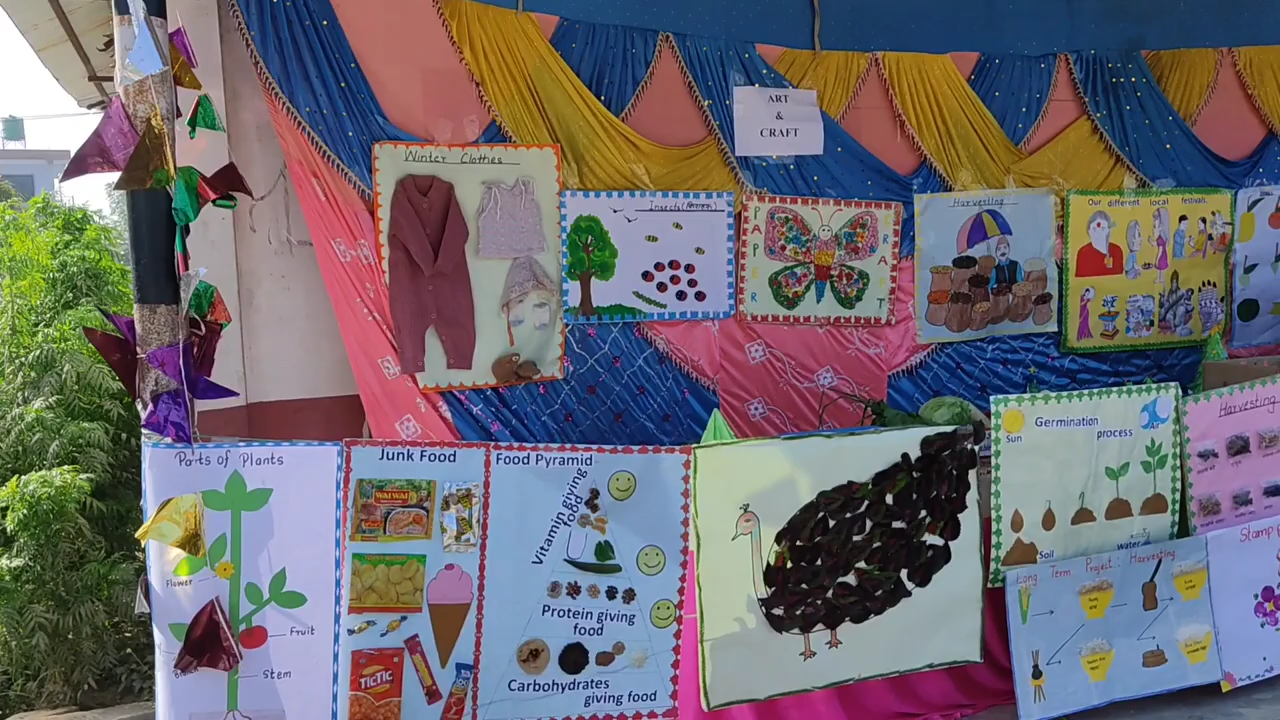 ART
&
CRAFT
Winter Clothes
PAPER
CRAFT
Harvesting
Our different local festivals.
Parts of Plants
Flower
Fruit
Stem
Junk Food
WAI WAI
TICTIC
Food Pyramid
Vitamin giving
food
Protein giving
food
Carbohydrates
giving food
Germination
process
Sun
Air
Soil
Water
Harvesting
Long Term Project : Harvesting
Stamp